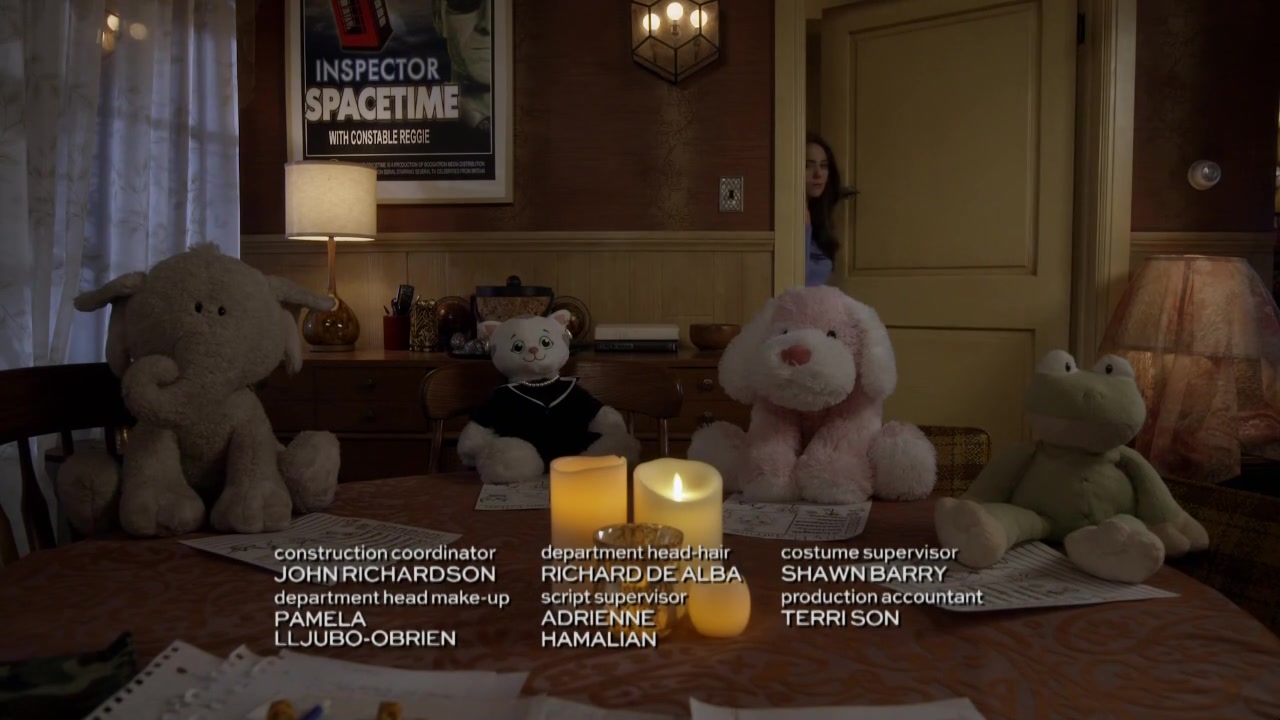 INSPECTOR
SPACETIME
WITH CONSTABLE REGGIE
construction coordinator
JOHN RICHARDSON
department head make-up
PAMELA
LLJUBO-OBRIEN
department head-hair
RICHARD DE ALBA
script supervisor
ADRIENNE
HAMALIAN
costume supervisor
SHAWN BARRY
production accountant
TERRI SON